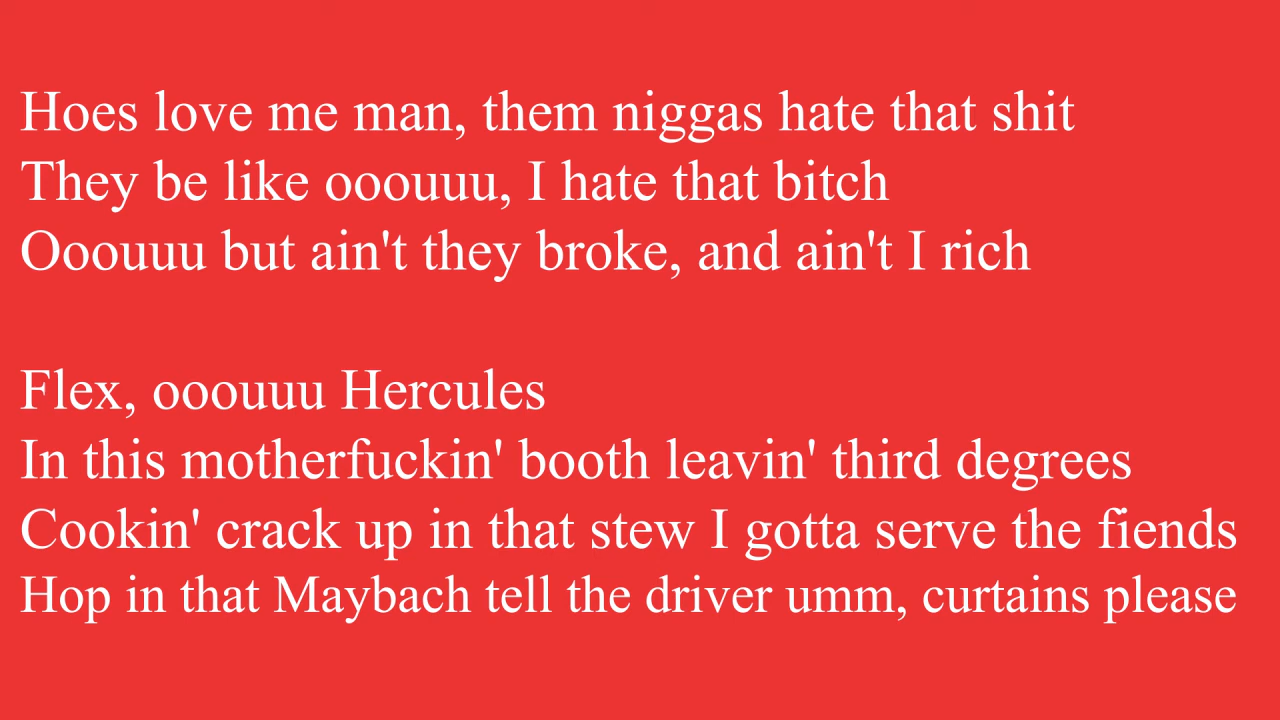 Hoes love me man, them niggas hate that shit
They be like ooouuu, I hate that bitch
Ooouuu but ain't they broke, and ain't I rich
Flex, ooouuu Hercules
In this motherfuckin' booth leavin' third degrees
Cookin' crack up in that stew I gotta serve the fiends
Hop in that Maybach tell the driver umm, curtains please